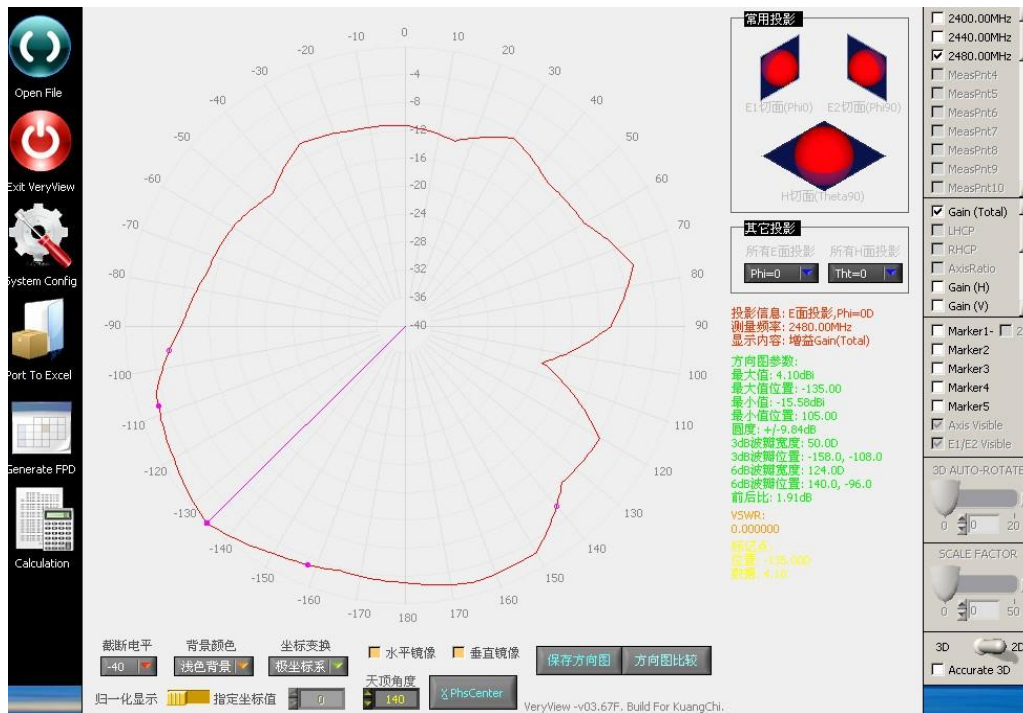 Open File
Exit VeryView
System Config
Port To Excel
Generate FPD
Calculation
0
-10
10
-20
20
-30
30
-40
40
-50
50
-60
60
-70
70
-80
80
-90
90
-100
100
-110
110
-120
120
-130
130
-140
140
-150
150
-160
160
-170
170
180
-4
-8
-12
-16
-20
-24
-28
-32
-36
-40
常用投影
E1切面(Phi0) E2切面(Phi90)
H切面(Theta90)
其它投影
所有E面投影 所有H面投影
Phi=0 Tht=0
投影信息: E面投影,Phi=0D
测量频率: 2480.00MHz
显示内容: 增益Gain(Total)
方向图参数:
最大值: 4.10dBi
最大值位置: -135.00
最小值: -15.58dBi
最小值位置: 105.00
圆度: +/-9.84dB
3dB波瓣宽度: 50.0D
3dB波瓣位置: -158.0, -108.0
6dB波瓣宽度: 124.0D
6dB波瓣位置: 140.0, -96.0
前后比: 1.91dB
VSWR:
0.000000
标记点:
位置: -135.00D
数据: 4.10
2400.00MHz
2440.00MHz
2480.00MHz
MeasPnt4
MeasPnt5
MeasPnt6
MeasPnt7
MeasPnt8
MeasPnt9
MeasPnt10
Gain (Total)
LHCP
RHCP
AxisRatio
Gain (H)
Gain (V)
Marker1- 2
Marker2
Marker3
Marker4
Marker5
Axis Visible
E1/E2 Visible
3D AUTO-ROTATE
0 0 20
SCALE FACTOR
0 0 50
3D 2D
Accurate 3D
截断电平 背景颜色 坐标变换
-40 浅色背景 极坐标系
水平镜像 垂直镜像
保存方向图 方向图比较
归一化显示 指定坐标值 0
天顶角度
140
X PhsCenter
VeryView -v03.67F. Build For KuangChi.